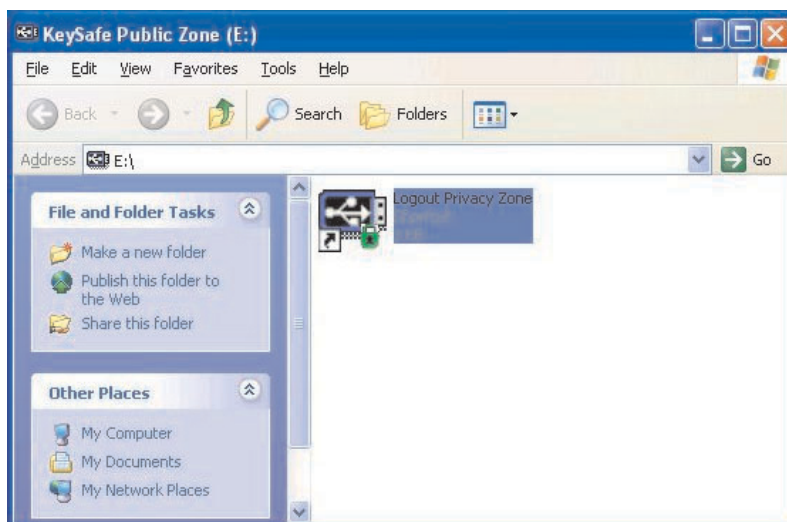 KeySafe Public Zone (E:)
File Edit View Favorites Tools Help
Back Search Folders
Address E:\ Go
File and Folder Tasks
Make a new folder
Publish this folder to
the Web
Share this folder
Other Places
My Computer
My Documents
My Network Places
Logout Privacy Zone